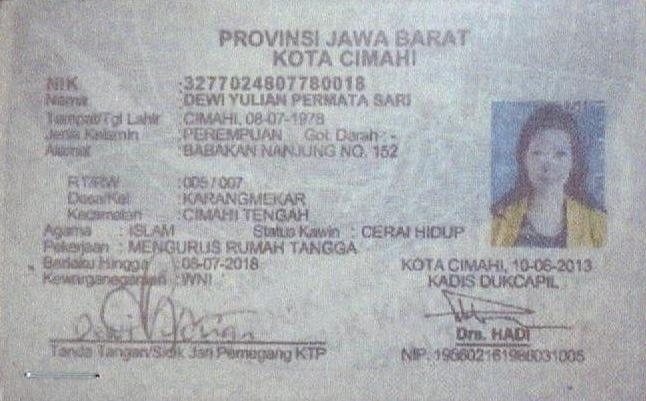 PROVINSI JAWA BARAT
KOTA CIMAHI
NIK : 3277024807780018
Nama : DEWI YULIAN PERMATA SARI
Tempat/Tgl Lahir : CIMAHI, 08-07-1978
Jenis Kelamin : PEREMPUAN Gol. Darah : -
Alamat : BABAKAN NANJUNG NO. 152
RT/RW : 005 / 007
Desa/Kel : KARANGMEKAR
Kecamatan : CIMAHI TENGAH
Agama : ISLAM Status Kawin : CERAI HIDUP
Pekerjaan : MENGURUS RUMAH TANGGA
Berlaku Hingga : 08-07-2018
Kewarganegaraan : WNI
KOTA CIMAHI, 10-06-2013
KADIS DUKCAPIL
Drs. HADI
Tanda Tangan/Sidik Jari Pemegang KTP
NIP. 195602161986031005